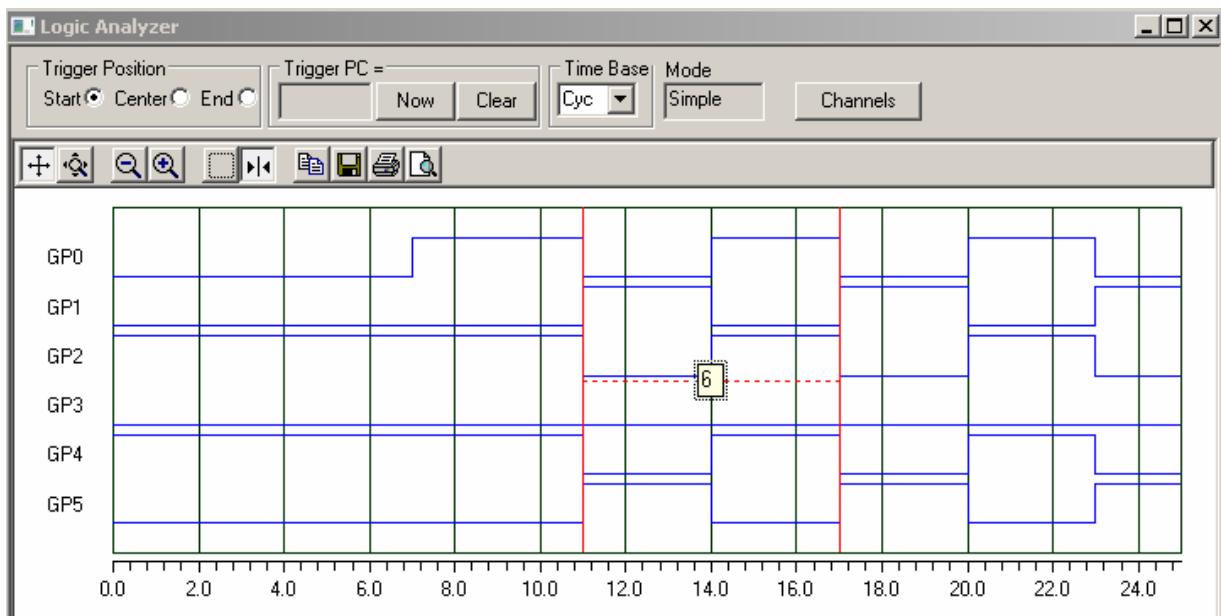 Logic Analyzer
Trigger Position
Start Center End
Trigger PC =
Now Clear
Time Base
Cyc
Mode
Simple
Channels
GP0
GP1
GP2
6
GP3
GP4
GP5
0.0 2.0 4.0 6.0 8.0 10.0 12.0 14.0 16.0 18.0 20.0 22.0 24.0